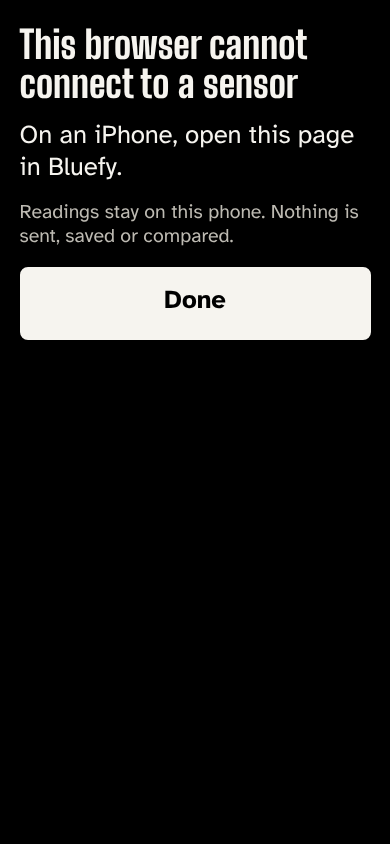 This browser cannot
connect to a sensor
On an iPhone, open this page
in Bluefy.
Readings stay on this phone. Nothing is
sent, saved or compared.
Done